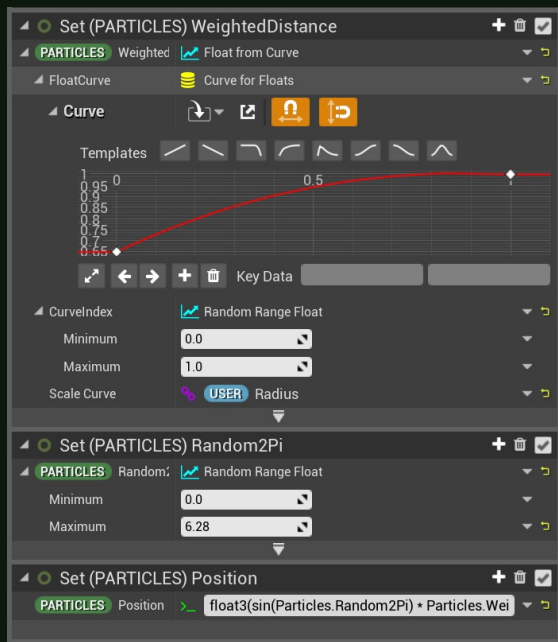 Set (PARTICLES) WeightedDistance
PARTICLES Weighted Float from Curve
FloatCurve Curve for Floats
Curve
Templates
1 0 0.5 1
0.95
0.9
0.85
0.8
0.75
0.7
0.65
Key Data
CurveIndex Random Range Float
Minimum 0.0
Maximum 1.0
Scale Curve USER Radius
Set (PARTICLES) Random2Pi
PARTICLES Random2 Random Range Float
Minimum 0.0
Maximum 6.28
Set (PARTICLES) Position
PARTICLES Position >_ float3(sin(Particles.Random2Pi) * Particles.Wei